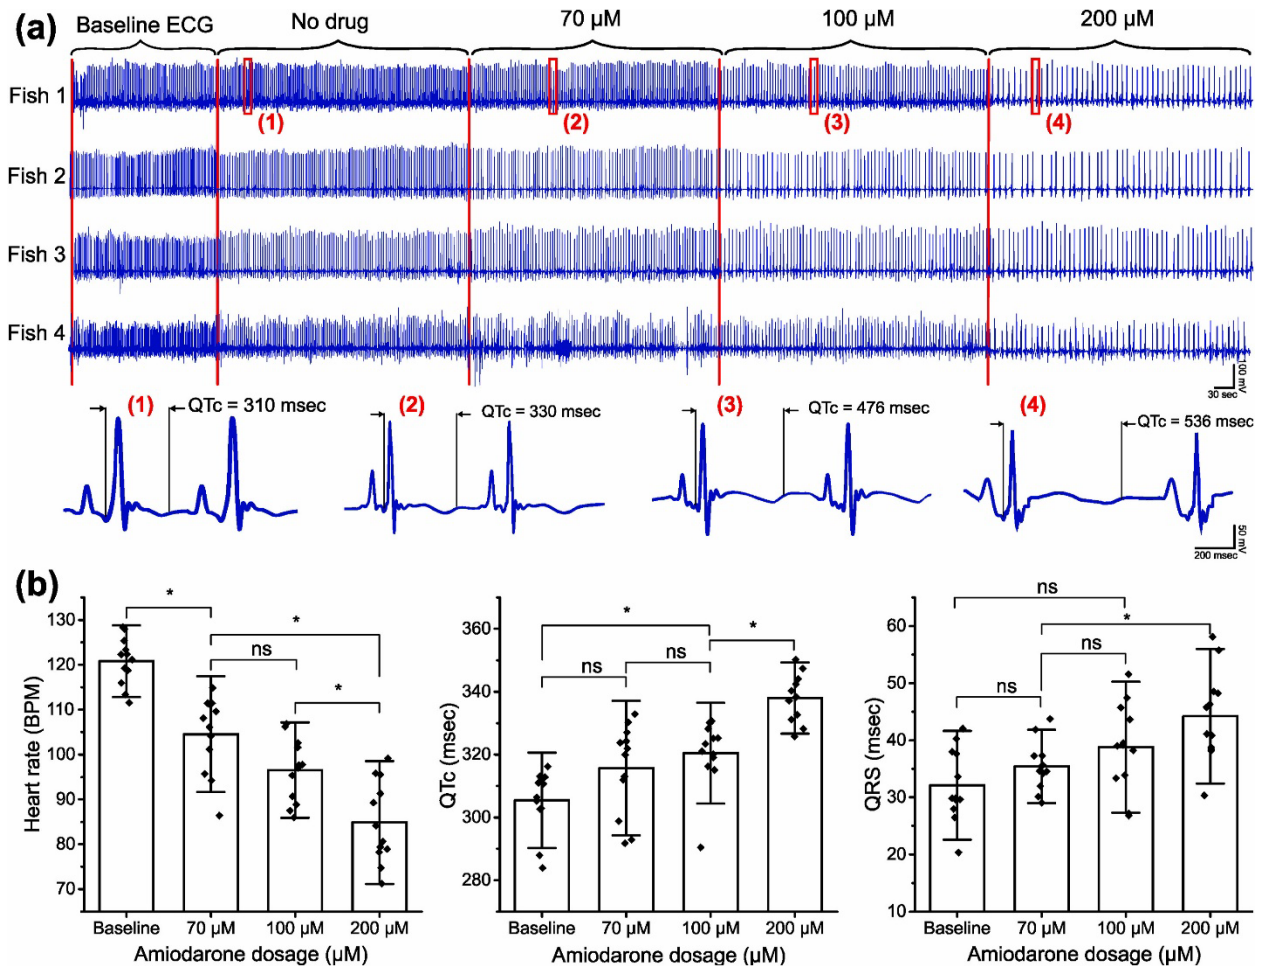 (a)
Baseline ECG No drug 70 µM 100 µM 200 µM
Fish 1
(1) (2) (3) (4)
Fish 2
Fish 3
Fish 4
100 mV
30 sec
(1) QTc = 310 msec (2) QTc = 330 msec (3) QTc = 476 msec (4) QTc = 536 msec
50 mV
200 msec
(b)
Heart rate (BPM)
130
120
110
100
90
80
70
* * ns *
Baseline 70 µM 100 µM 200 µM
Amiodarone dosage (µM)
QTc (msec)
360
340
320
300
280
* * ns ns
Baseline 70 µM 100 µM 200 µM
Amiodarone dosage (µM)
QRS (msec)
60
50
40
30
20
10
ns * ns ns
Baseline 70 µM 100 µM 200 µM
Amiodarone dosage (µM)